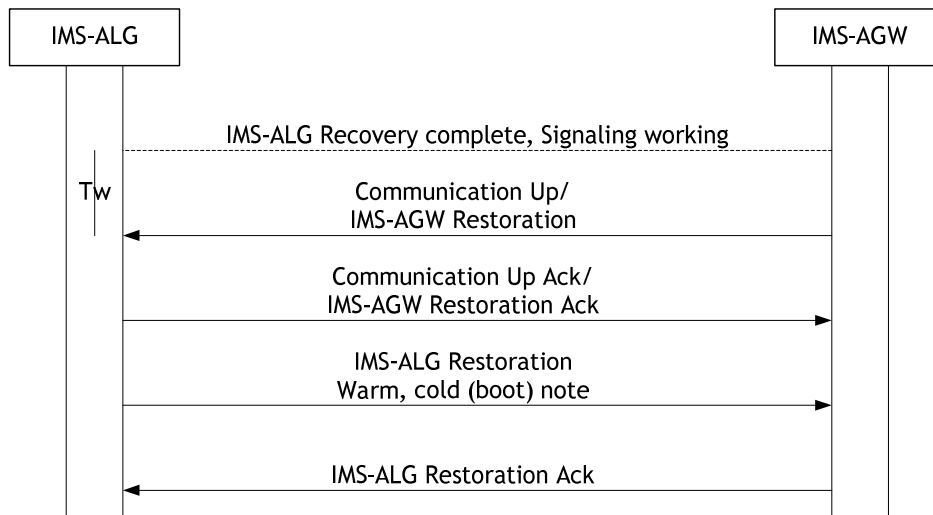 IMS-ALG
IMS-AGW
IMS-ALG Recovery complete, Signaling working
Tw
Communication Up/
IMS-AGW Restoration
Communication Up Ack/
IMS-AGW Restoration Ack
IMS-ALG Restoration
Warm, cold (boot) note
IMS-ALG Restoration Ack